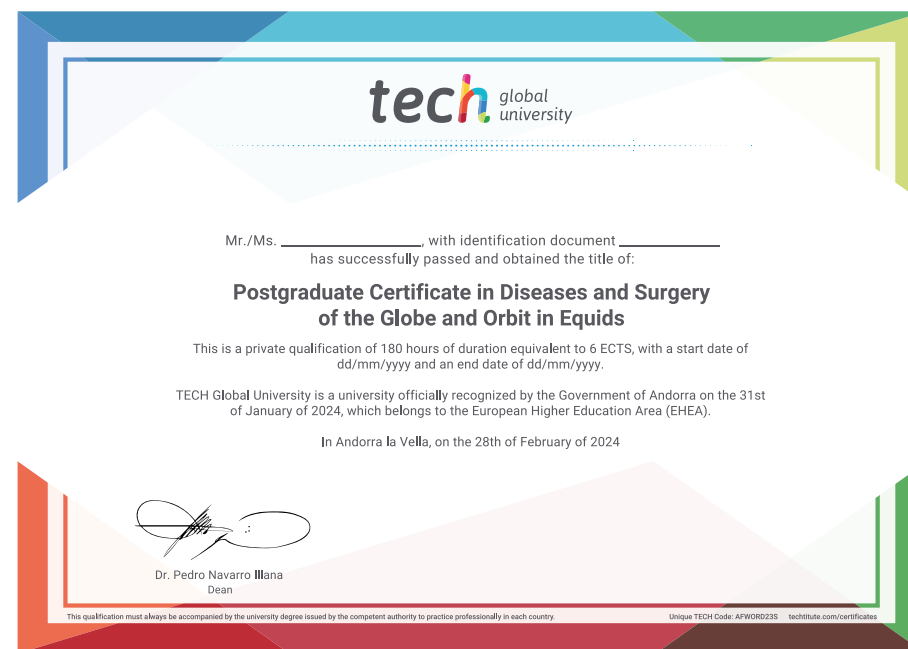 tech global
university
Mr./Ms. ____________________, with identification document ______________
has successfully passed and obtained the title of:
Postgraduate Certificate in Diseases and Surgery
of the Globe and Orbit in Equids
This is a private qualification of 180 hours of duration equivalent to 6 ECTS, with a start date of
dd/mm/yyyy and an end date of dd/mm/yyyy.
TECH Global University is a university officially recognized by the Government of Andorra on the 31st
of January of 2024, which belongs to the European Higher Education Area (EHEA).
In Andorra la Vella, on the 28th of February of 2024
Dr. Pedro Navarro Illana
Dean
This qualification must always be accompanied by the university degree issued by the competent authority to practice professionally in each country.
Unique TECH Code: AFWORD23S techtitute.com/certificates